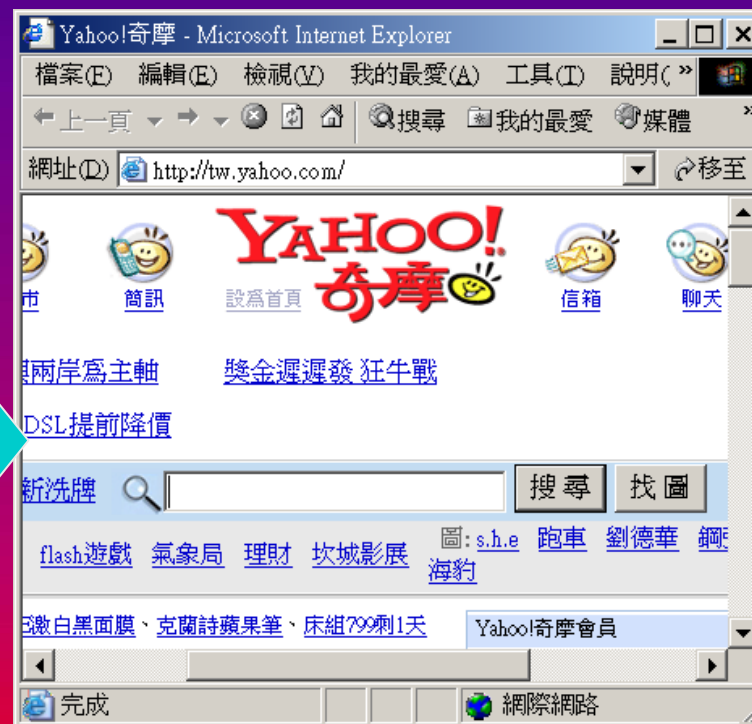 Yahoo!奇摩 - Microsoft Internet Explorer
檔案(F) 編輯(E) 檢視(V) 我的最愛(A) 工具(T) 說明( »
上一頁 搜尋 我的最愛 媒體 »
網址(D) http://tw.yahoo.com/ 移至
YAHOO!
奇摩
市 簡訊 設為首頁 信箱 聊天
兩岸為主軸 獎金遲遲發 狂牛戰
DSL提前降價
新洗牌 搜尋 找圖
flash遊戲 氣象局 理財 坎城影展 圖: s.h.e 跑車 劉德華
海豹
激白黑面膜、克蘭詩蘋果筆、床組799剩1天 Yahoo!奇摩會員
完成 網際網路